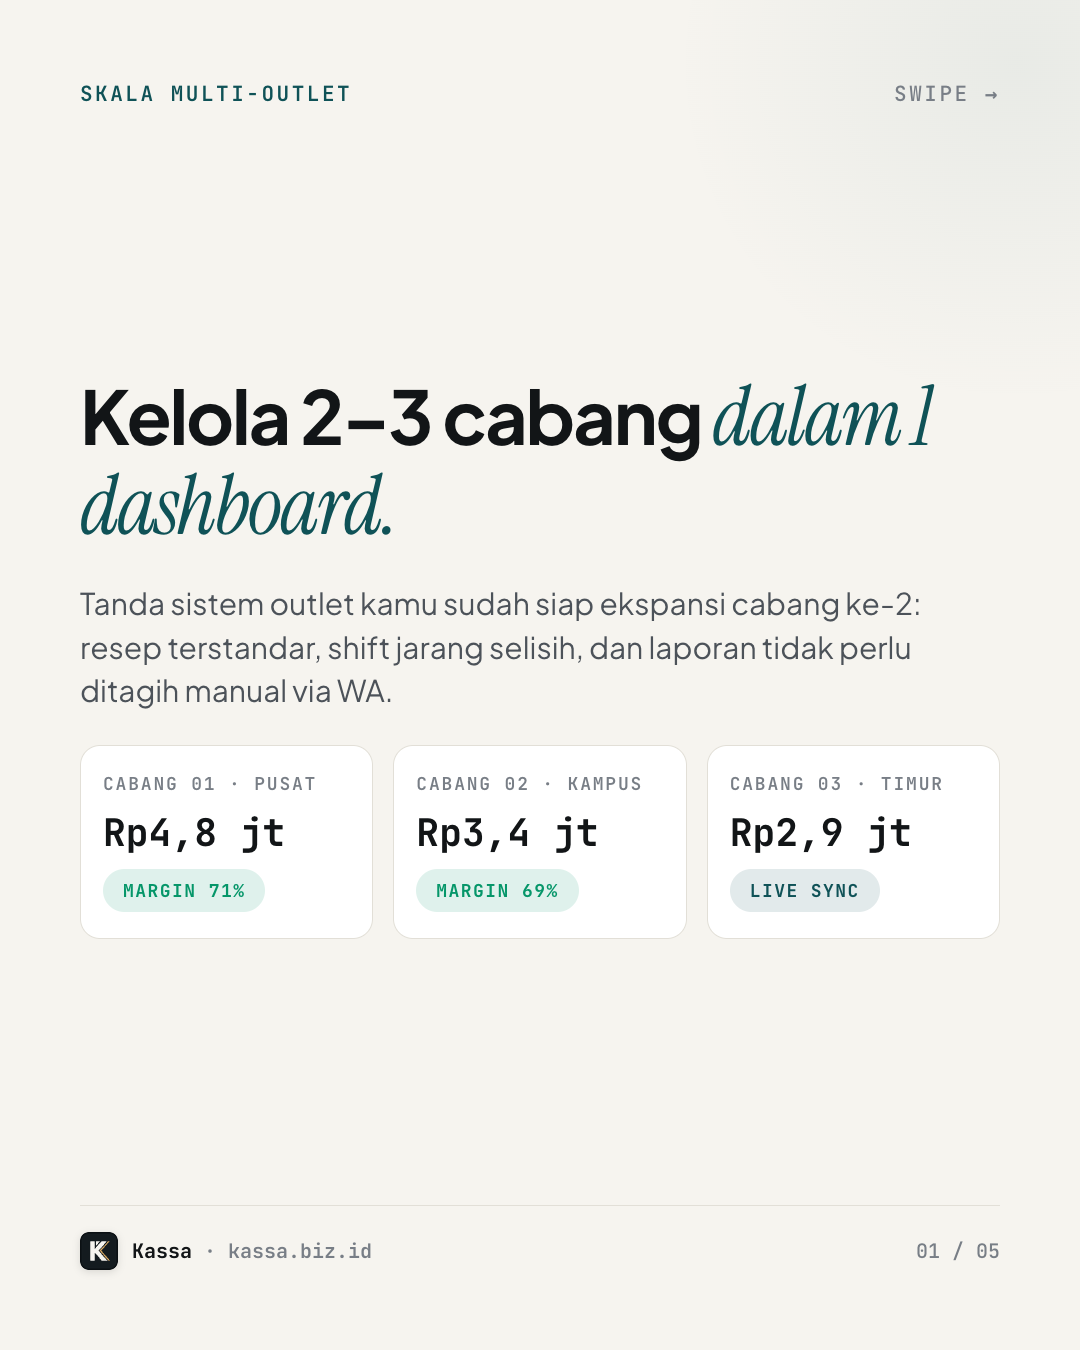 SKALA MULTI-OUTLET
SWIPE →
Kelola 2–3 cabang dalam 1
dashboard.
Tanda sistem outlet kamu sudah siap ekspansi cabang ke-2:
resep terstandar, shift jarang selisih, dan laporan tidak perlu
ditagih manual via WA.
CABANG 01 · PUSAT
Rp4,8 jt
MARGIN 71%
CABANG 02 · KAMPUS
Rp3,4 jt
MARGIN 69%
CABANG 03 · TIMUR
Rp2,9 jt
LIVE SYNC
K
Kassa · kassa.biz.id
01 / 05